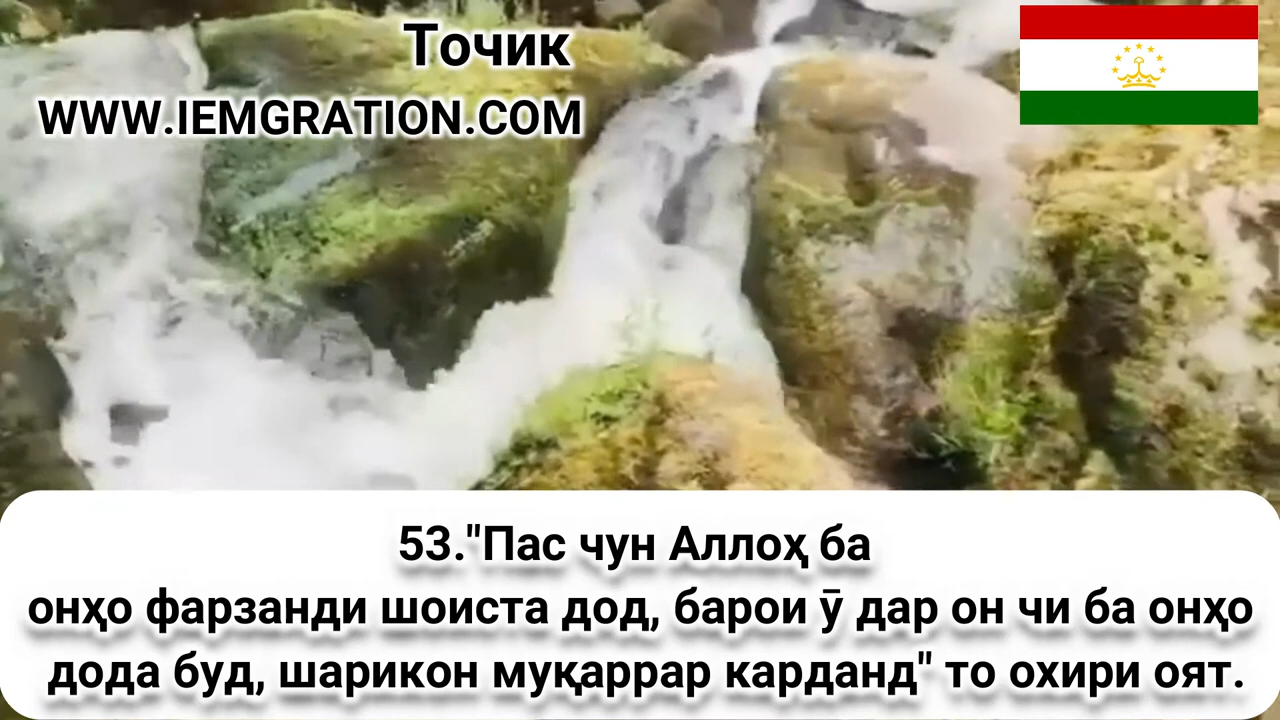 Точик
WWW.IEMGRATION.COM
53."Пас чун Аллоҳ ба
онҳо фарзанди шоиста дод, барои ӯ дар он чи ба онҳо
дода буд, шарикон муқаррар карданд" то охири оят.